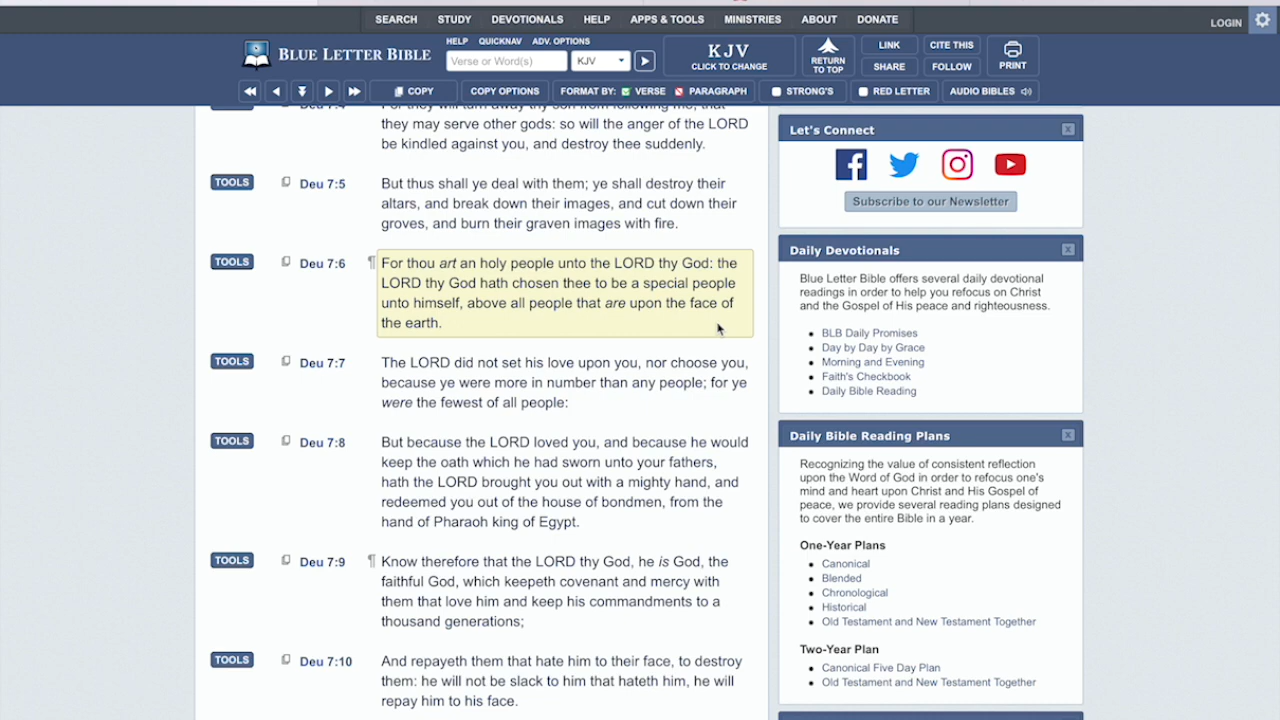 SEARCH STUDY DEVOTIONALS HELP APPS & TOOLS MINISTRIES ABOUT DONATE
LOGIN
BLUE LETTER BIBLE
HELP QUICKNAV ADV. OPTIONS
Verse or Word(s) KJV
KJV
CLICK TO CHANGE
RETURN
TO TOP
LINK
SHARE
CITE THIS
FOLLOW
PRINT
COPY COPY OPTIONS FORMAT BY: VERSE PARAGRAPH STRONG'S RED LETTER AUDIO BIBLES
they may serve other gods: so will the anger of the LORD
be kindled against you, and destroy thee suddenly.
TOOLS Deu 7:5 But thus shall ye deal with them; ye shall destroy their
altars, and break down their images, and cut down their
groves, and burn their graven images with fire.
TOOLS Deu 7:6 ¶ For thou art an holy people unto the LORD thy God: the
LORD thy God hath chosen thee to be a special people
unto himself, above all people that are upon the face of
the earth.
TOOLS Deu 7:7 The LORD did not set his love upon you, nor choose you,
because ye were more in number than any people; for ye
were the fewest of all people:
TOOLS Deu 7:8 But because the LORD loved you, and because he would
keep the oath which he had sworn unto your fathers,
hath the LORD brought you out with a mighty hand, and
redeemed you out of the house of bondmen, from the
hand of Pharaoh king of Egypt.
TOOLS Deu 7:9 ¶ Know therefore that the LORD thy God, he is God, the
faithful God, which keepeth covenant and mercy with
them that love him and keep his commandments to a
thousand generations;
TOOLS Deu 7:10 And repayeth them that hate him to their face, to destroy
them: he will not be slack to him that hateth him, he will
repay him to his face.
Let's Connect
Subscribe to our Newsletter
Daily Devotionals
Blue Letter Bible offers several daily devotional
readings in order to help you refocus on Christ
and the Gospel of His peace and righteousness.
BLB Daily Promises
Day by Day by Grace
Morning and Evening
Faith's Checkbook
Daily Bible Reading
Daily Bible Reading Plans
Recognizing the value of consistent reflection
upon the Word of God in order to refocus one's
mind and heart upon Christ and His Gospel of
peace, we provide several reading plans designed
to cover the entire Bible in a year.
One-Year Plans
Canonical
Blended
Chronological
Historical
Old Testament and New Testament Together
Two-Year Plan
Canonical Five Day Plan
Old Testament and New Testament Together